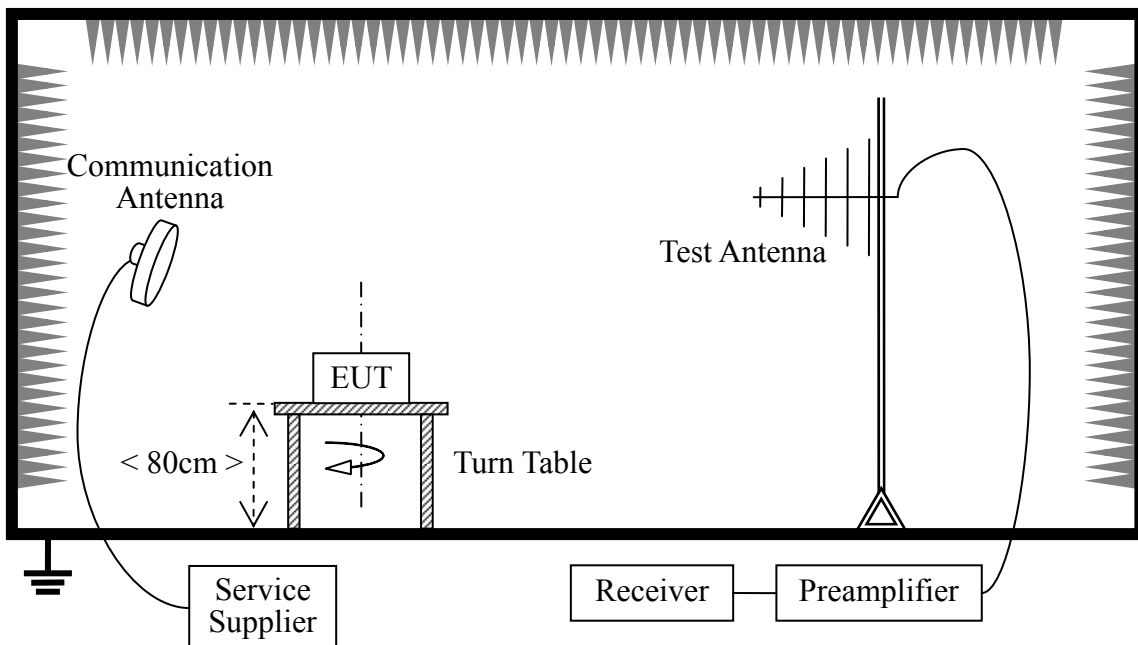 Communication
Antenna
Test Antenna
EUT
< 80cm >
Turn Table
Service
Supplier
Receiver
Preamplifier